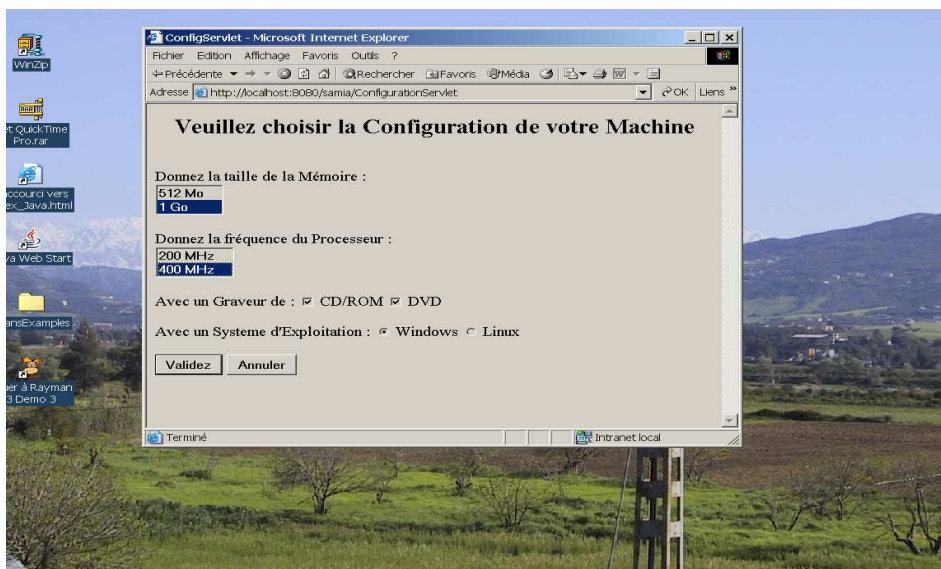 WinZip
et QuickTime
Pro.rar
accourci vers
ex_Java.html
va Web Start
ansExamples
er à Rayman
3 Demo 3
ConfigServlet - Microsoft Internet Explorer
Fichier Edition Affichage Favoris Outils ?
Précédente Rechercher Favoris Média
Adresse http://localhost:8080/samia/ConfigurationServlet OK Liens »
Veuillez choisir la Configuration de votre Machine
Donnez la taille de la Mémoire :
512 Mo
1 Go
Donnez la fréquence du Processeur :
200 MHz
400 MHz
Avec un Graveur de : CD/ROM DVD
Avec un Systeme d'Exploitation : Windows Linux
Validez Annuler
Terminé Intranet local